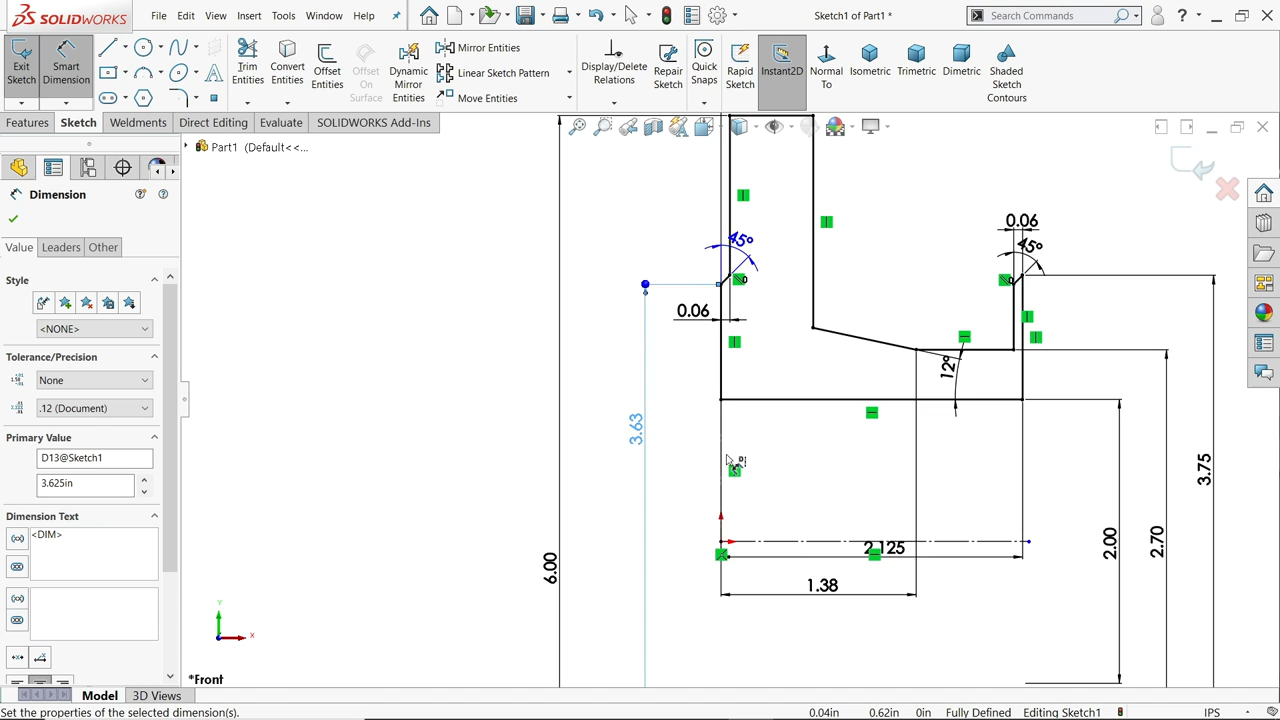 SOLIDWORKS
File
Edit
View
Insert
Tools
Window
Help
Sketch1 of Part1 *
Search Commands
?
Exit Sketch
Smart Dimension
Trim Entities
Convert Entities
Offset Entities
Offset On Surface
Dynamic Mirror Entities
Mirror Entities
Linear Sketch Pattern
Move Entities
Display/Delete Relations
Repair Sketch
Quick Snaps
Rapid Sketch
Instant2D
Normal To
Isometric
Trimetric
Dimetric
Shaded Sketch Contours
Features
Sketch
Weldments
Direct Editing
Evaluate
SOLIDWORKS Add-Ins
Part1 (Default<<...
Dimension
Value
Leaders
Other
Style
<NONE>
Tolerance/Precision
None
.12 (Document)
Primary Value
D13@Sketch1
3.625in
Dimension Text
<DIM>
45°
0.06
45°
0.06
12°
3.63
3.75
2.00
2.70
6.00
2.125
1.38
Y
X
*Front
Model
3D Views
Set the properties of the selected dimension(s).
0.04in
0.62in
0in
Fully Defined
Editing Sketch1
IPS